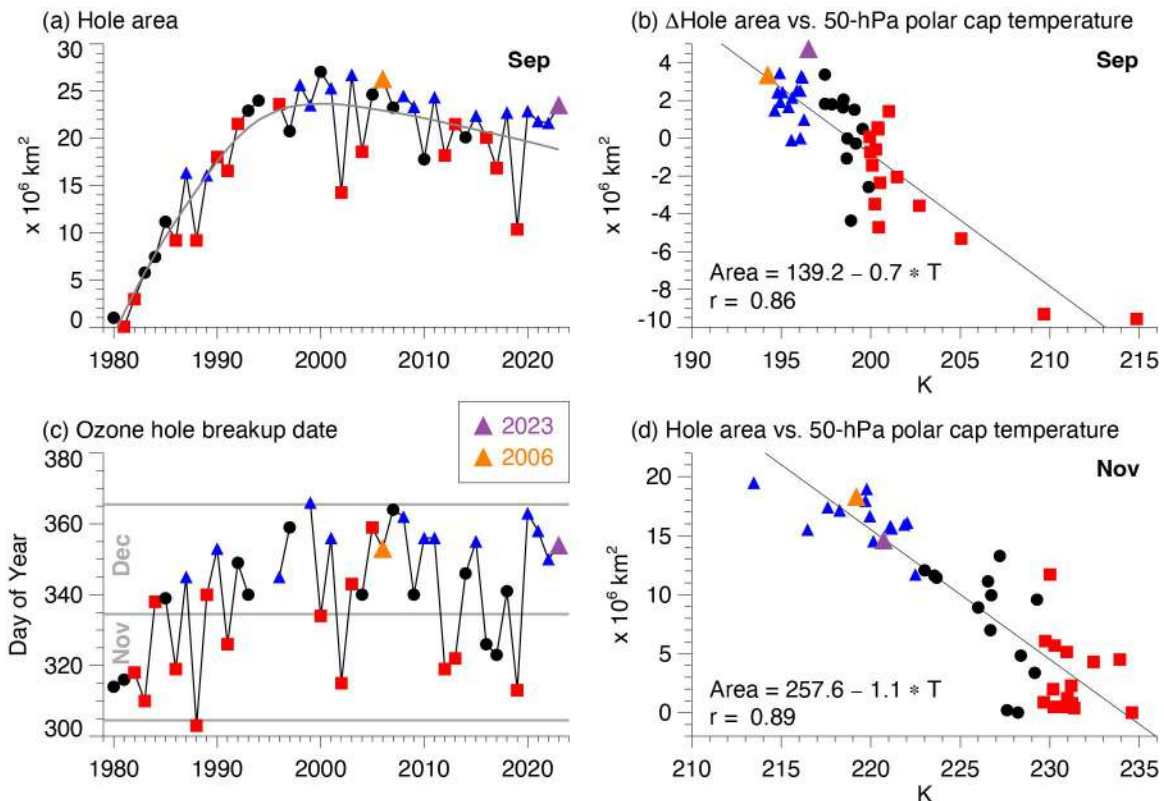 (a) Hole area
Sep
x 10⁶ km²
30
25
20
15
10
5
0
1980
1990
2000
2010
2020
(b) ΔHole area vs. 50-hPa polar cap temperature
x 10⁶ km²
4
2
0
-2
-4
-6
-8
-10
Area = 139.2 – 0.7 * T
r = 0.86
190
195
200
205
210
215
K
(c) Ozone hole breakup date
2023
2006
Day of Year
380
360
340
320
300
Dec
Nov
1980
1990
2000
2010
2020
(d) Hole area vs. 50-hPa polar cap temperature
Nov
x 10⁶ km²
20
15
10
5
0
Area = 257.6 – 1.1 * T
r = 0.89
210
215
220
225
230
235
K